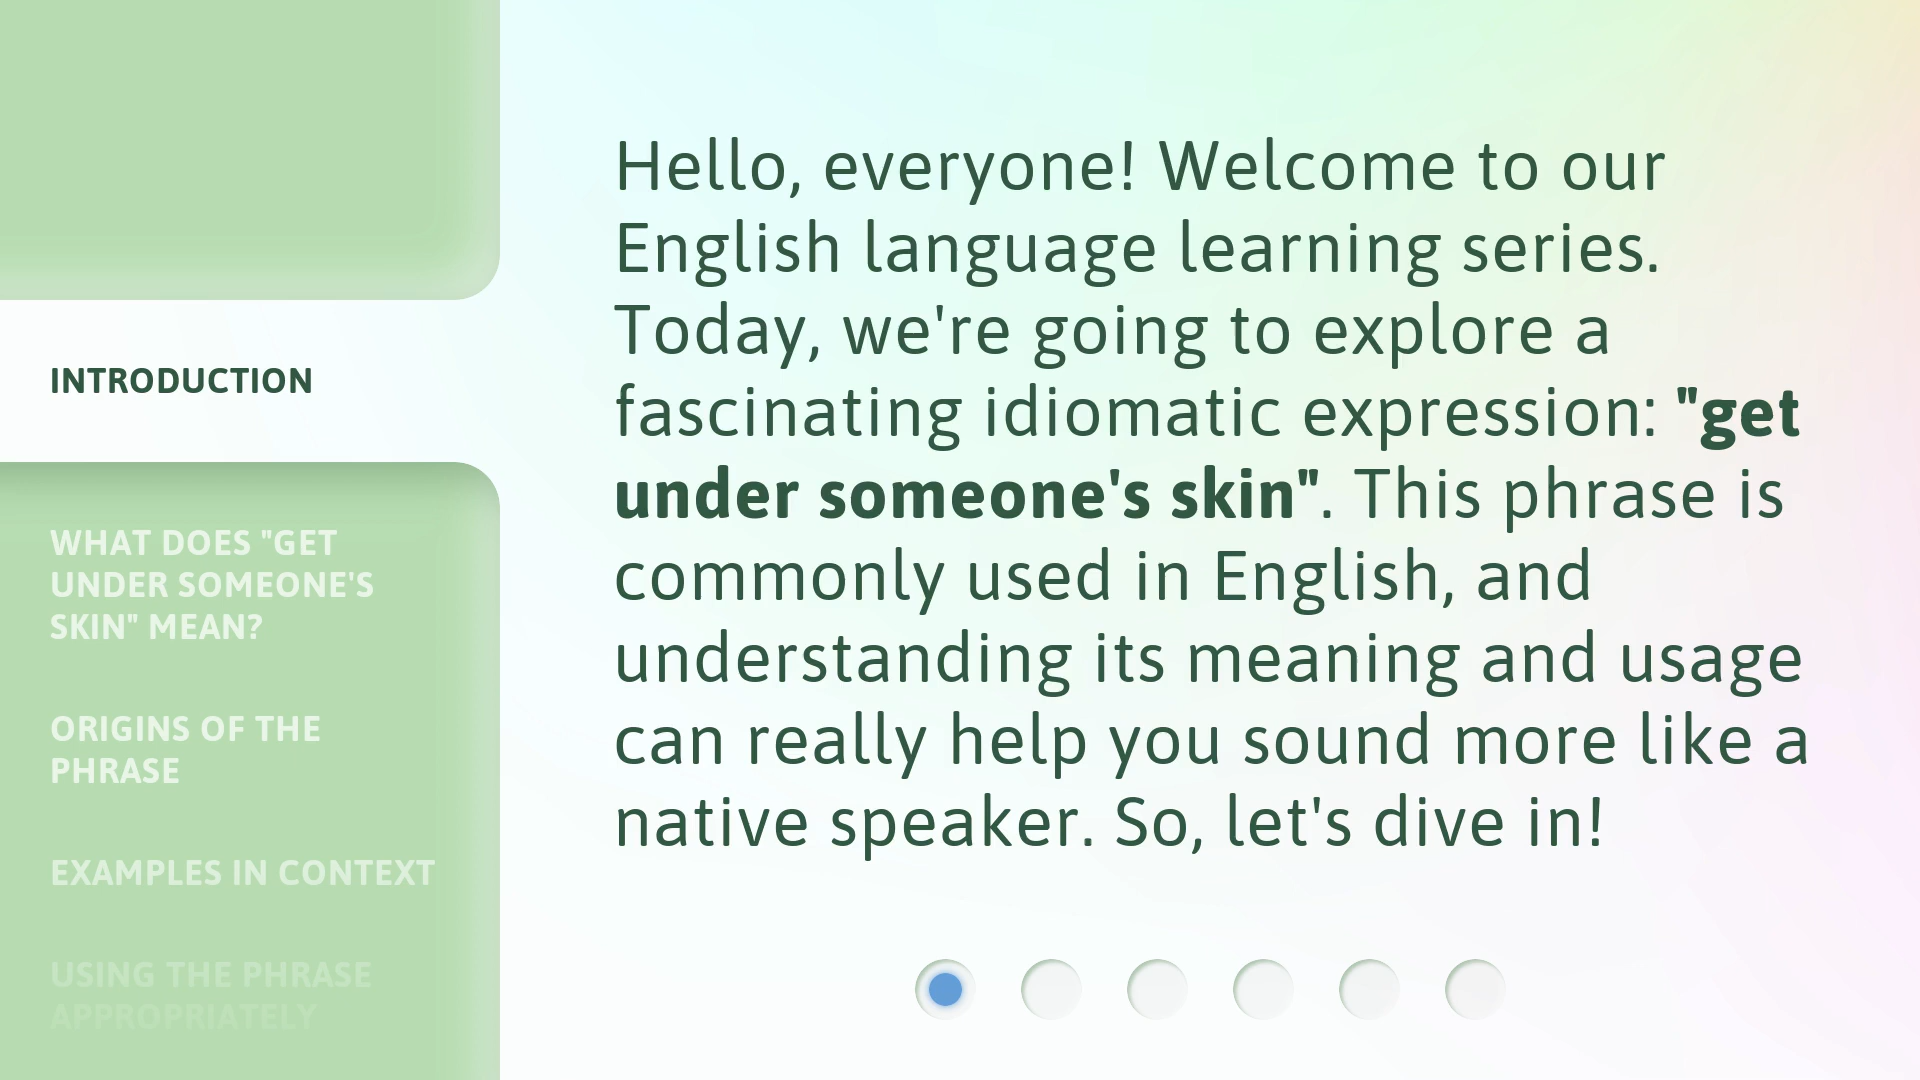 INTRODUCTION
WHAT DOES "GET
UNDER SOMEONE'S
SKIN" MEAN?
ORIGINS OF THE
PHRASE
EXAMPLES IN CONTEXT
USING THE PHRASE
APPROPRIATELY
Hello, everyone! Welcome to our
English language learning series.
Today, we're going to explore a
fascinating idiomatic expression: "get
under someone's skin". This phrase is
commonly used in English, and
understanding its meaning and usage
can really help you sound more like a
native speaker. So, let's dive in!